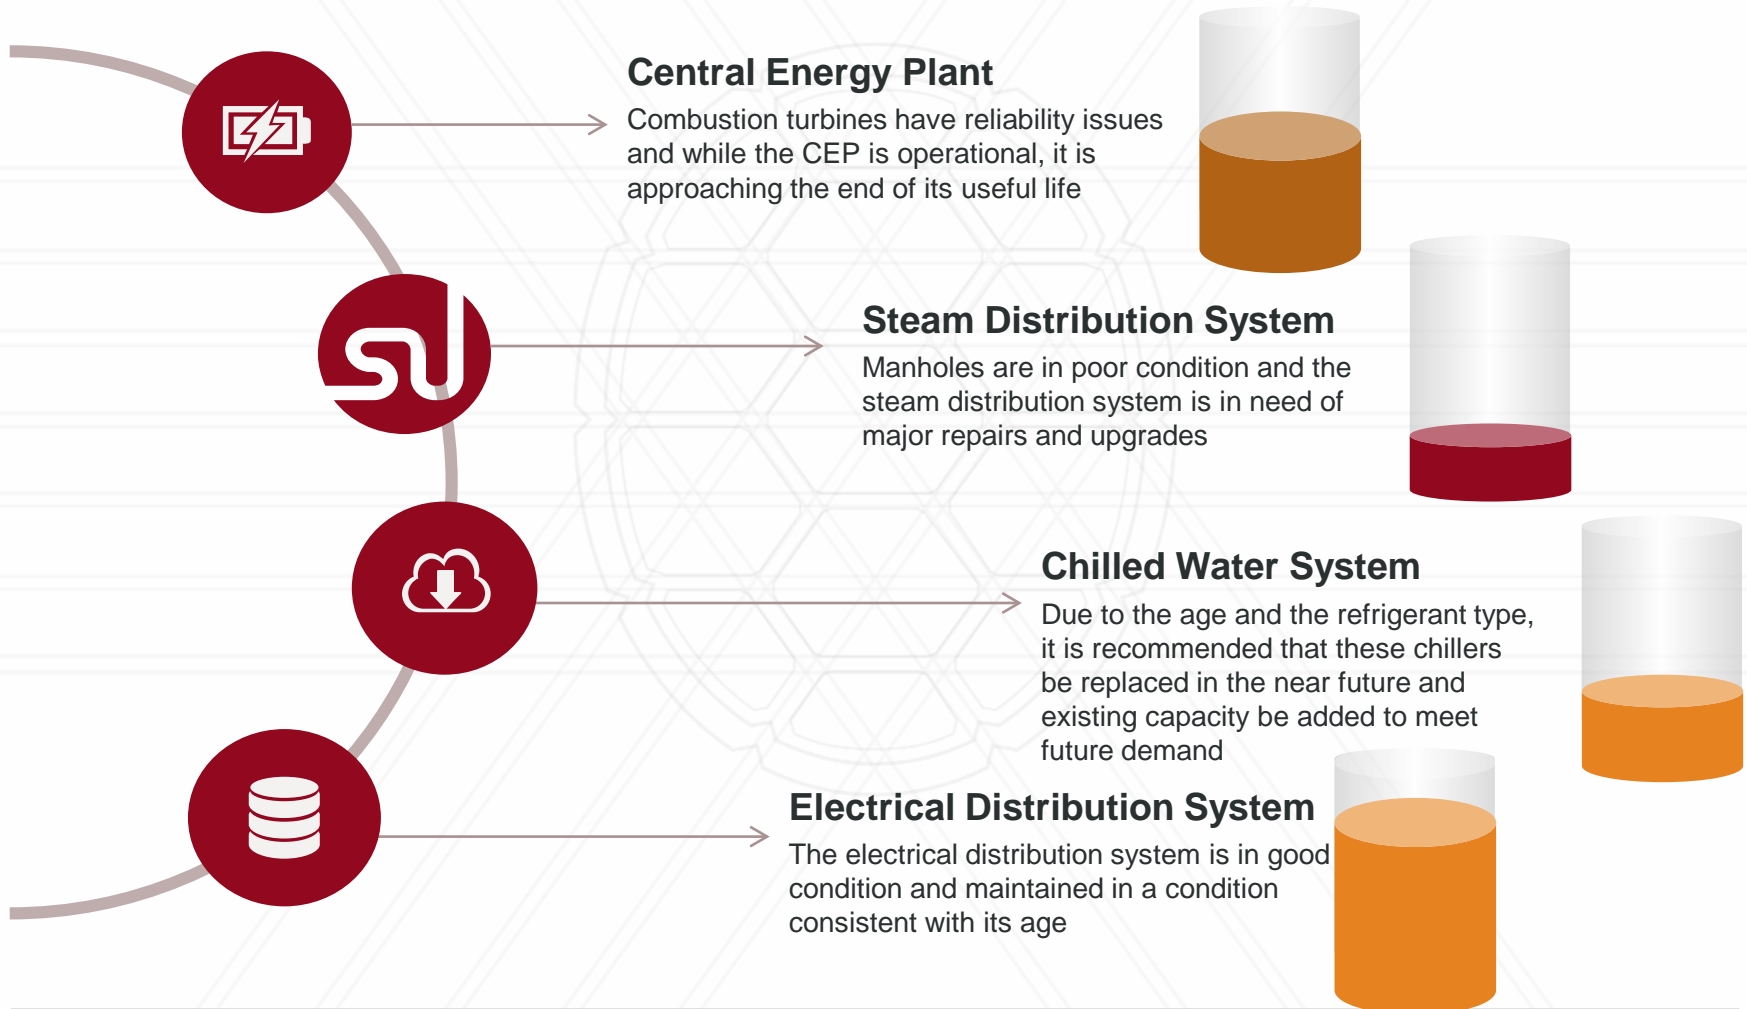 Central Energy Plant
Combustion turbines have reliability issues
and while the CEP is operational, it is
approaching the end of its useful life
su
Steam Distribution System
Manholes are in poor condition and the
steam distribution system is in need of
major repairs and upgrades
Chilled Water System
Due to the age and the refrigerant type,
it is recommended that these chillers
be replaced in the near future and
existing capacity be added to meet
future demand
Electrical Distribution System
The electrical distribution system is in good
condition and maintained in a condition
consistent with its age